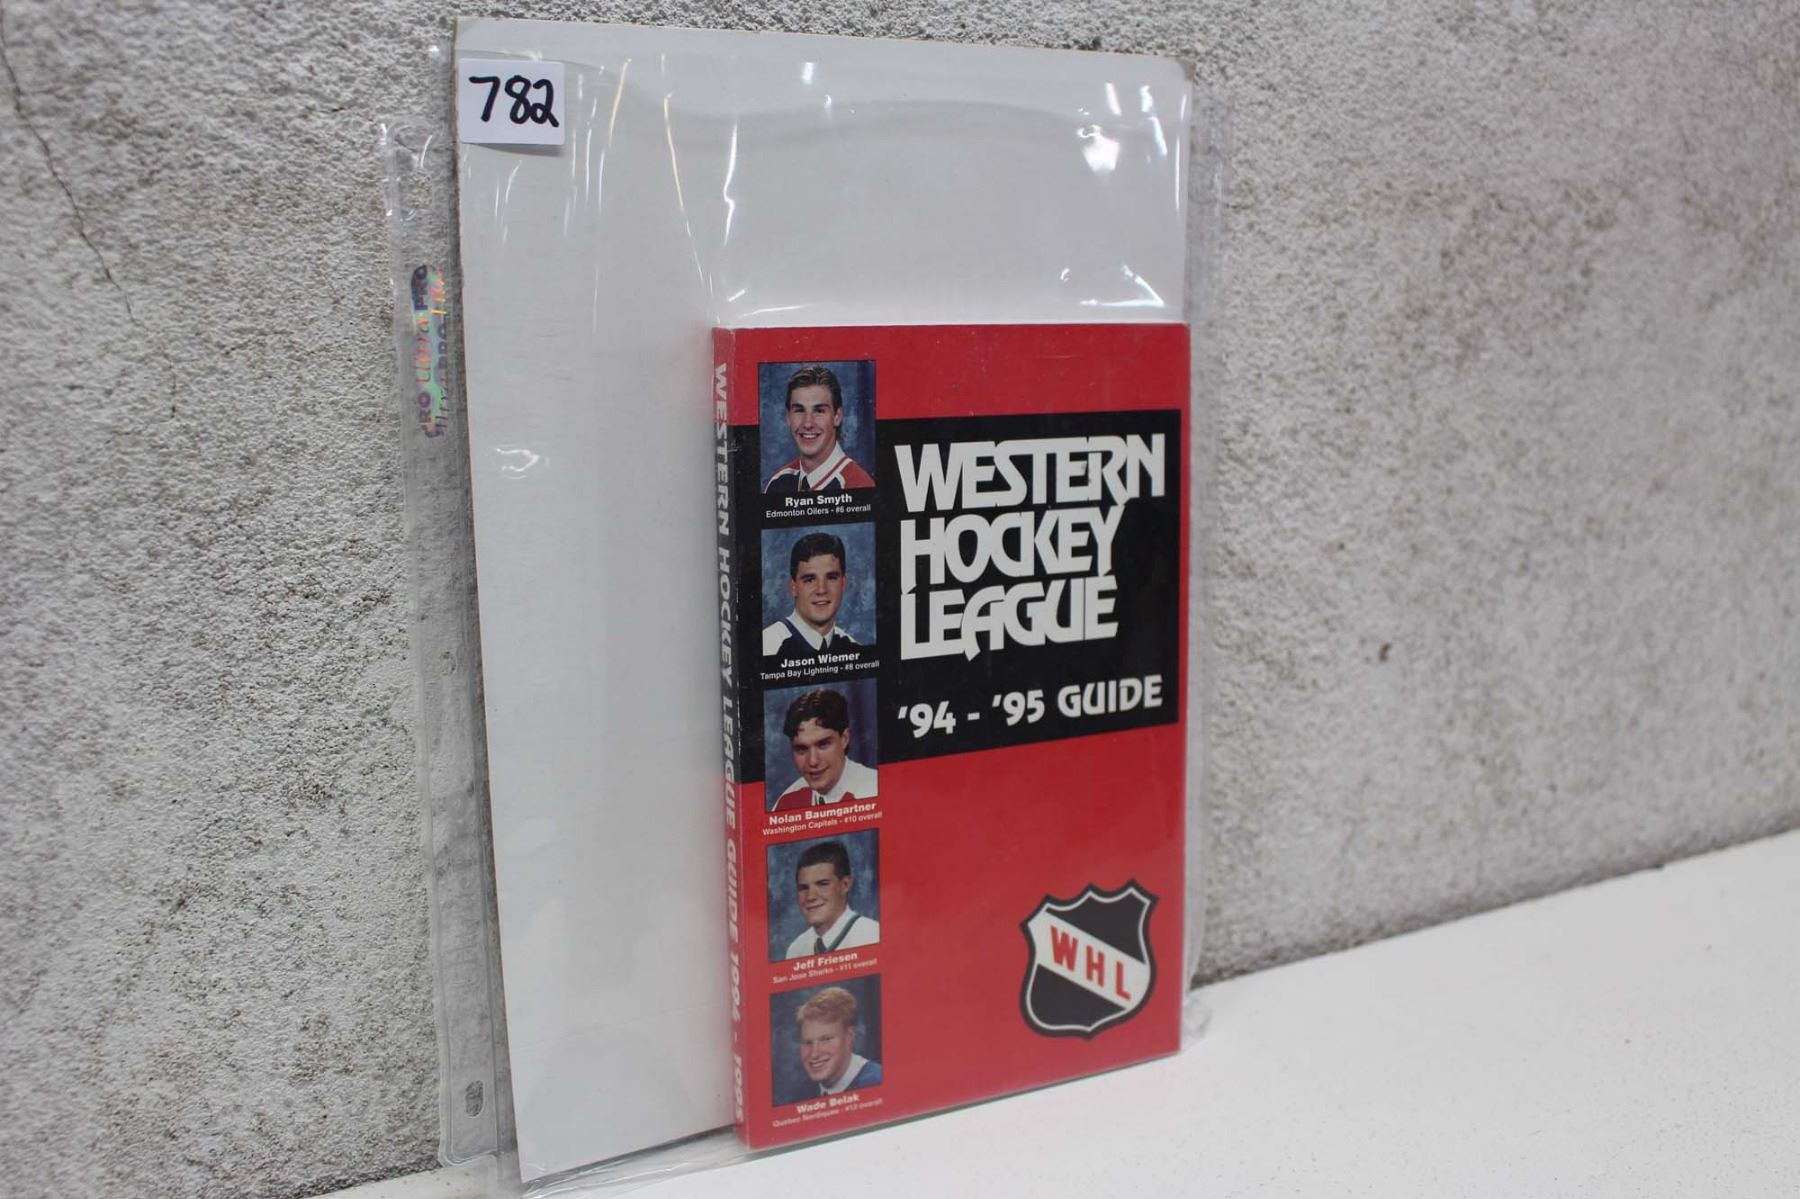 782
WESTERN HOCKEY LEAGUE GUIDE 1994 - 1995
Ryan Smyth
Edmonton Oilers - #6 overall
Jason Wiemer
Tampa Bay Lightning - #8 overall
Nolan Baumgartner
Washington Capitals - #10 overall
Jeff Friesen
San Jose Sharks - #11 overall
Wade Belak
Quebec Nordiques - #12 overall
WESTERN
HOCKEY
LEAGUE
'94 - '95 GUIDE
WHL